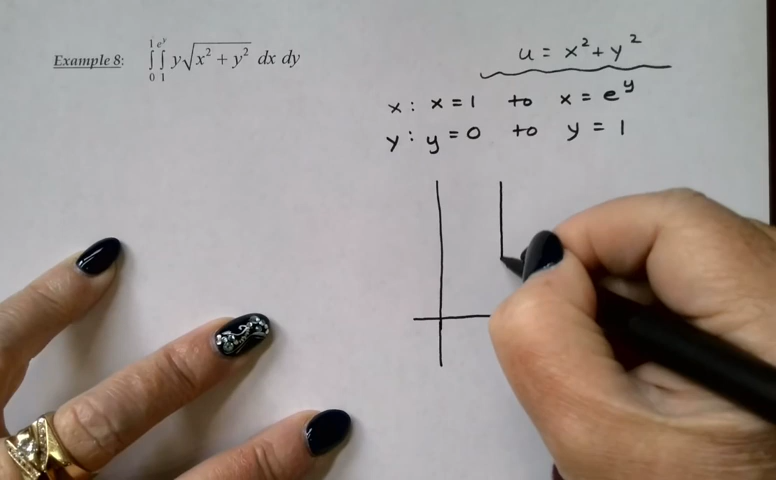 Example 8: ∫₀¹ ∫₁^{e^y} y√(x² + y²) dx dy
u = x² + y²
x : x = 1 to x = e^y
y : y = 0 to y = 1